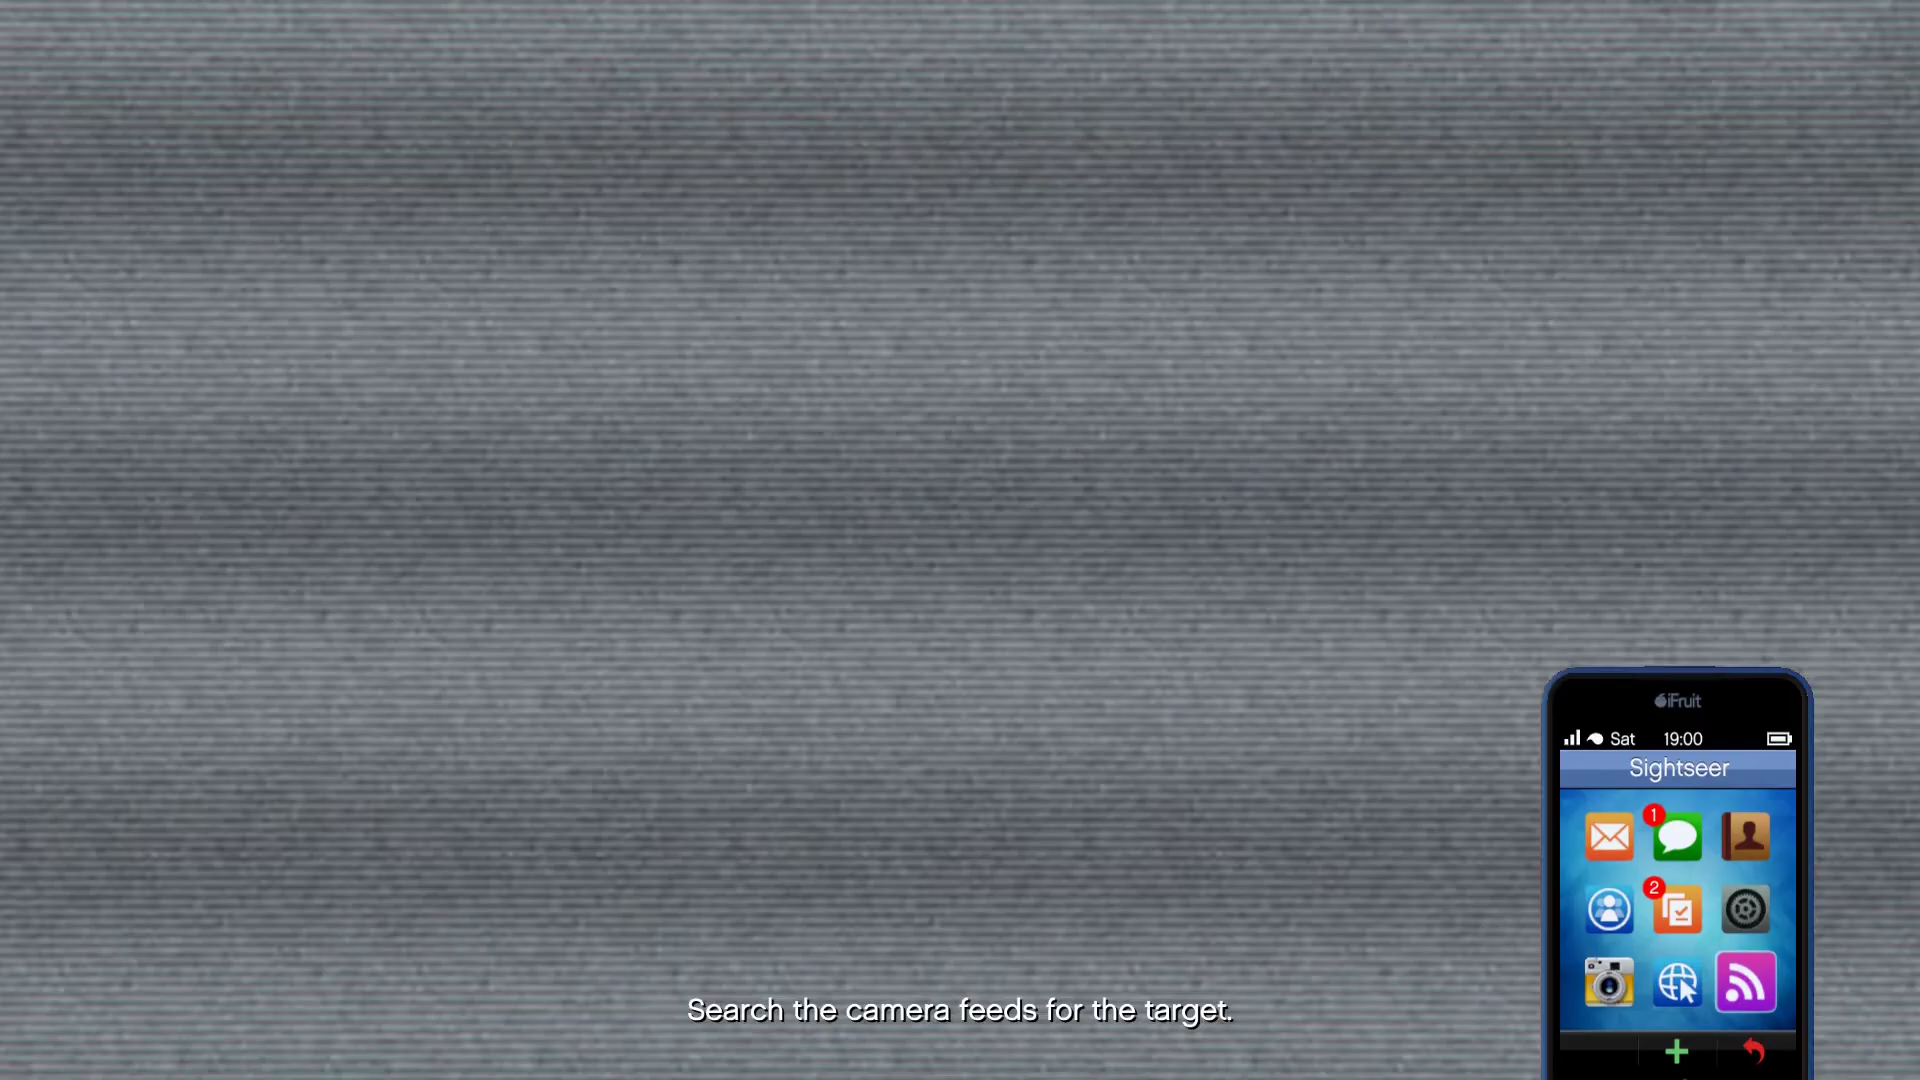 iFruit
Sat 19:00
Sightseer
1
2
Search the camera feeds for the target.